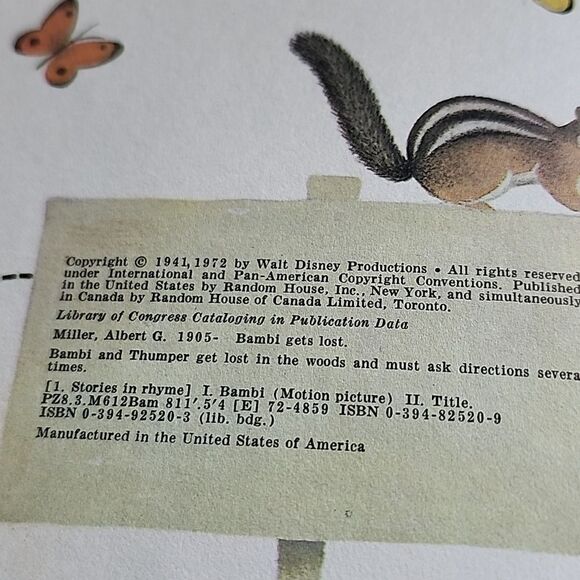 Copyright © 1941, 1972 by Walt Disney Productions • All rights reserved
under International and Pan-American Copyright Conventions. Published
in the United States by Random House, Inc., New York, and simultaneously
in Canada by Random House of Canada Limited, Toronto.
Library of Congress Cataloging in Publication Data
Miller, Albert G. 1905- Bambi gets lost.
Bambi and Thumper get lost in the woods and must ask directions severa
times.
[1. Stories in rhyme] I. Bambi (Motion picture) II. Title.
PZ8.3.M612Bam 811'.5'4 [E] 72-4859 ISBN 0-394-82520-9
ISBN 0-394-92520-3 (lib. bdg.)
Manufactured in the United States of America